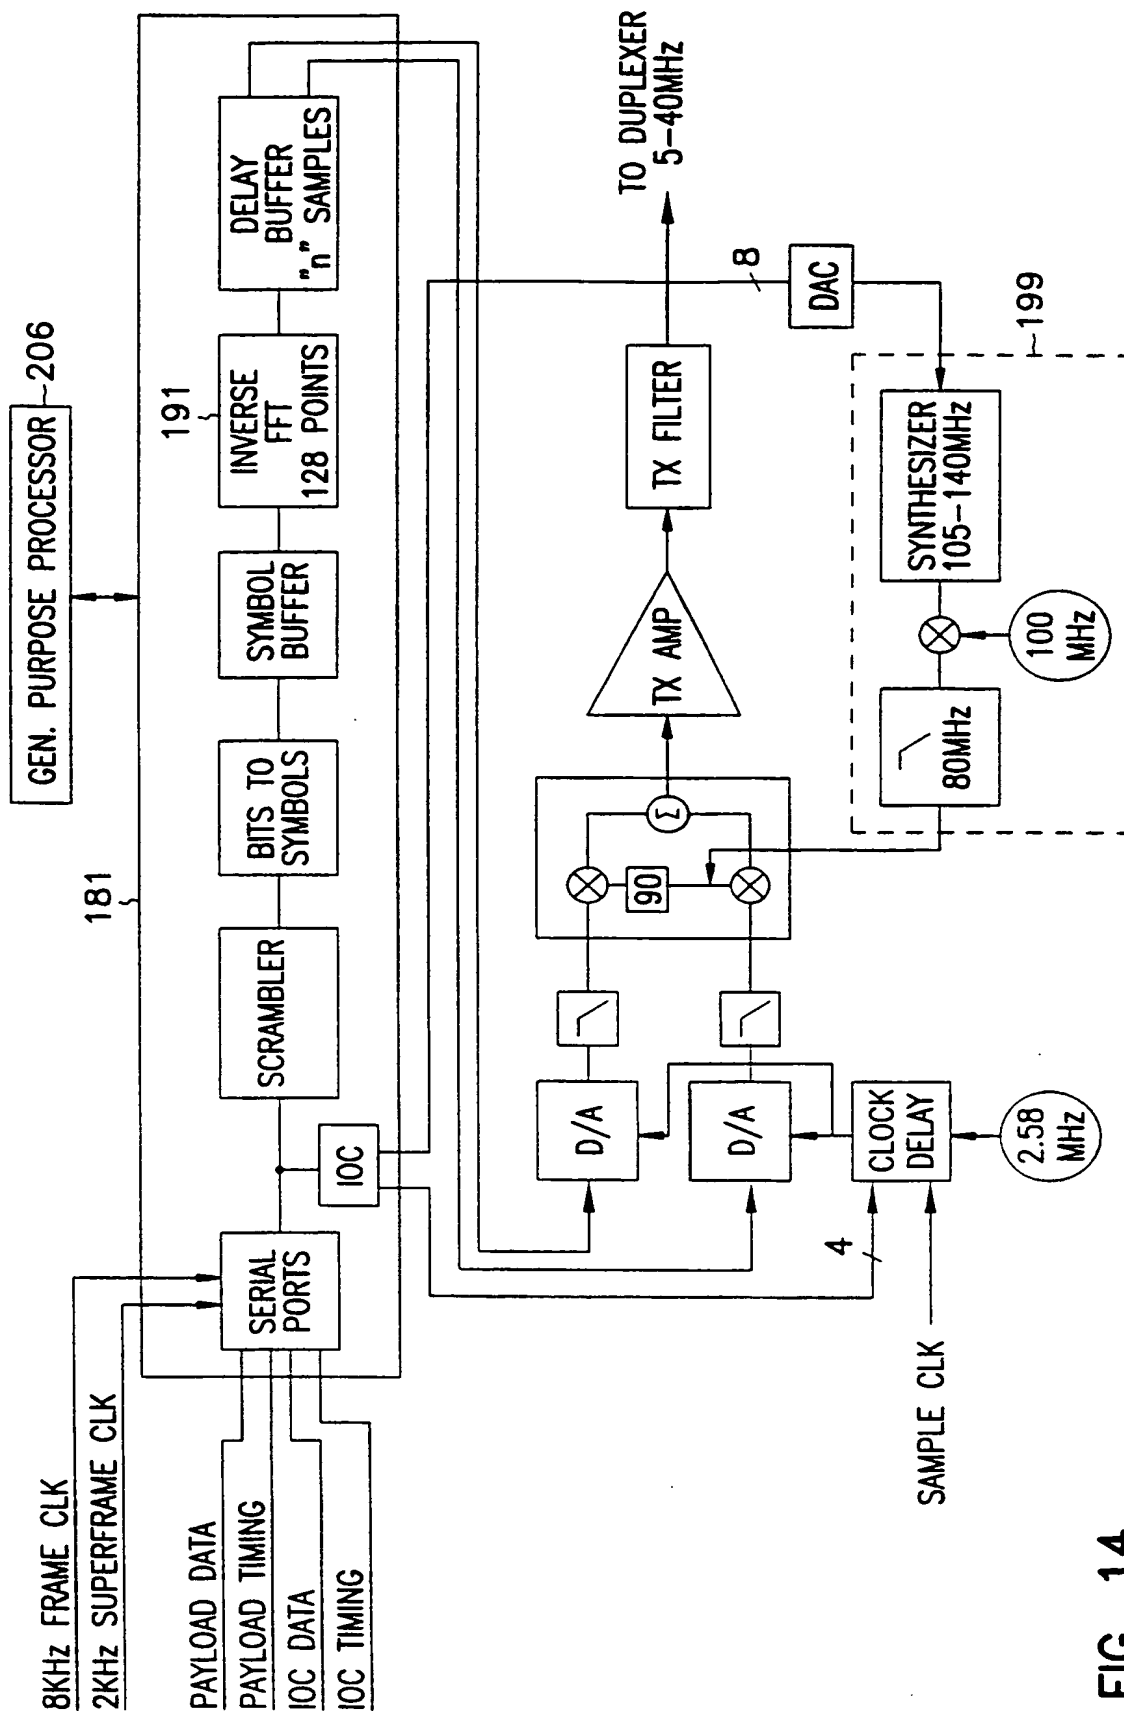 8KHz FRAME CLK
2KHz SUPERFRAME CLK
PAYLOAD DATA
PAYLOAD TIMING
IOC DATA
IOC TIMING
GEN. PURPOSE PROCESSOR
206
181
SERIAL
PORTS
IOC
SCRAMBLER
BITS TO
SYMBOLS
SYMBOL
BUFFER
191
INVERSE
FFT
128 POINTS
DELAY
BUFFER
"n" SAMPLES
D/A
D/A
90
Σ
TX AMP
TX FILTER
TO DUPLEXER
5-40MHz
8
DAC
4
CLOCK
DELAY
2.58
MHz
SAMPLE CLK
80MHz
100
MHz
SYNTHESIZER
105-140MHz
199
FIG. 14